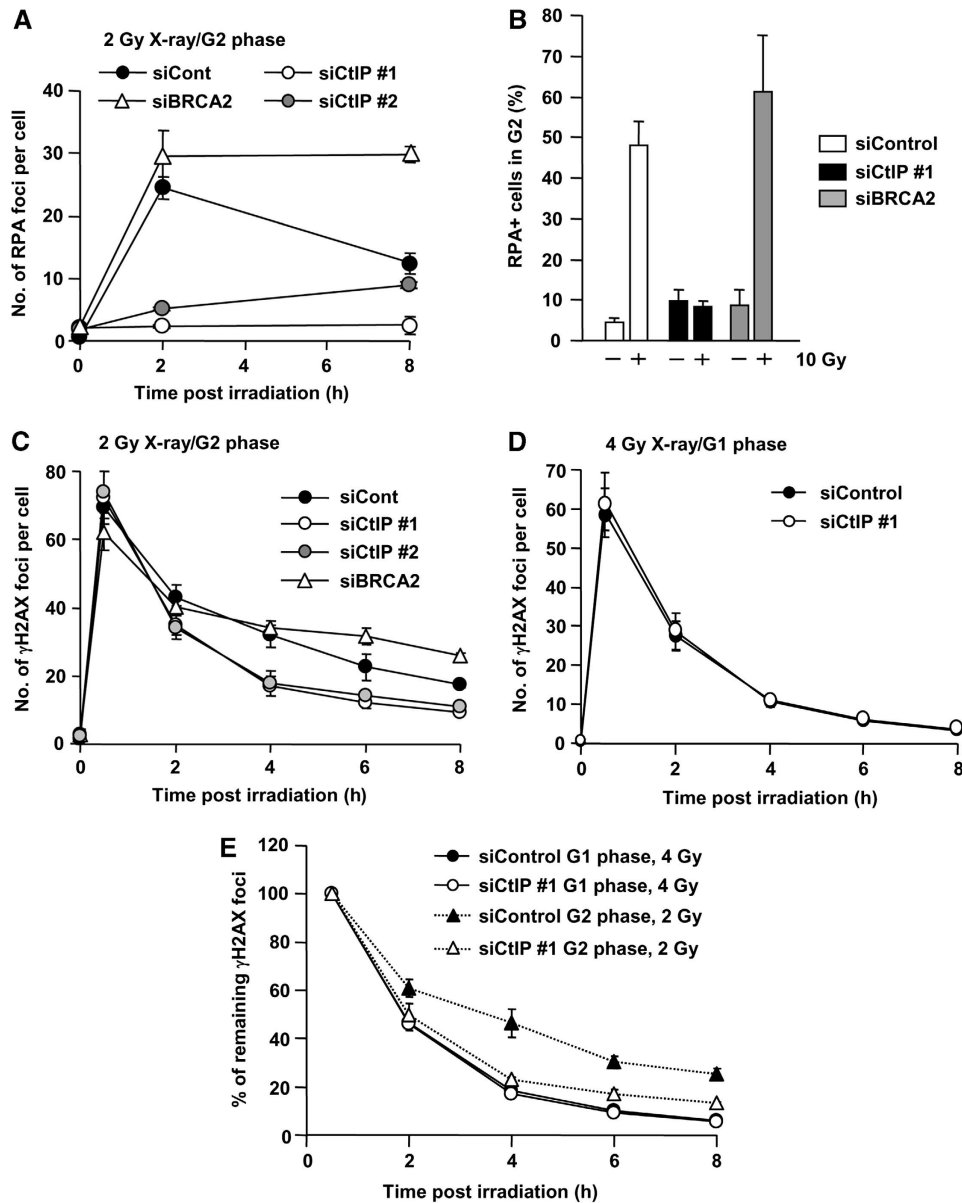 A
2 Gy X-ray/G2 phase
siCont
siCtIP #1
siBRCA2
siCtIP #2
No. of RPA foci per cell
40
30
20
10
0
0 2 4 6 8
Time post irradiation (h)
B
RPA+ cells in G2 (%)
80
70
60
50
40
30
20
10
0
− + − + − + 10 Gy
siControl
siCtIP #1
siBRCA2
C
2 Gy X-ray/G2 phase
siCont
siCtIP #1
siCtIP #2
siBRCA2
No. of γH2AX foci per cell
80
60
40
20
0
0 2 4 6 8
Time post irradiation (h)
D
4 Gy X-ray/G1 phase
siControl
siCtIP #1
No. of γH2AX foci per cell
70
60
50
40
30
20
10
0
0 2 4 6 8
Time post irradiation (h)
E
siControl G1 phase, 4 Gy
siCtIP #1 G1 phase, 4 Gy
siControl G2 phase, 2 Gy
siCtIP #1 G2 phase, 2 Gy
% of remaining γH2AX foci
120
100
80
60
40
20
0
0 2 4 6 8
Time post irradiation (h)